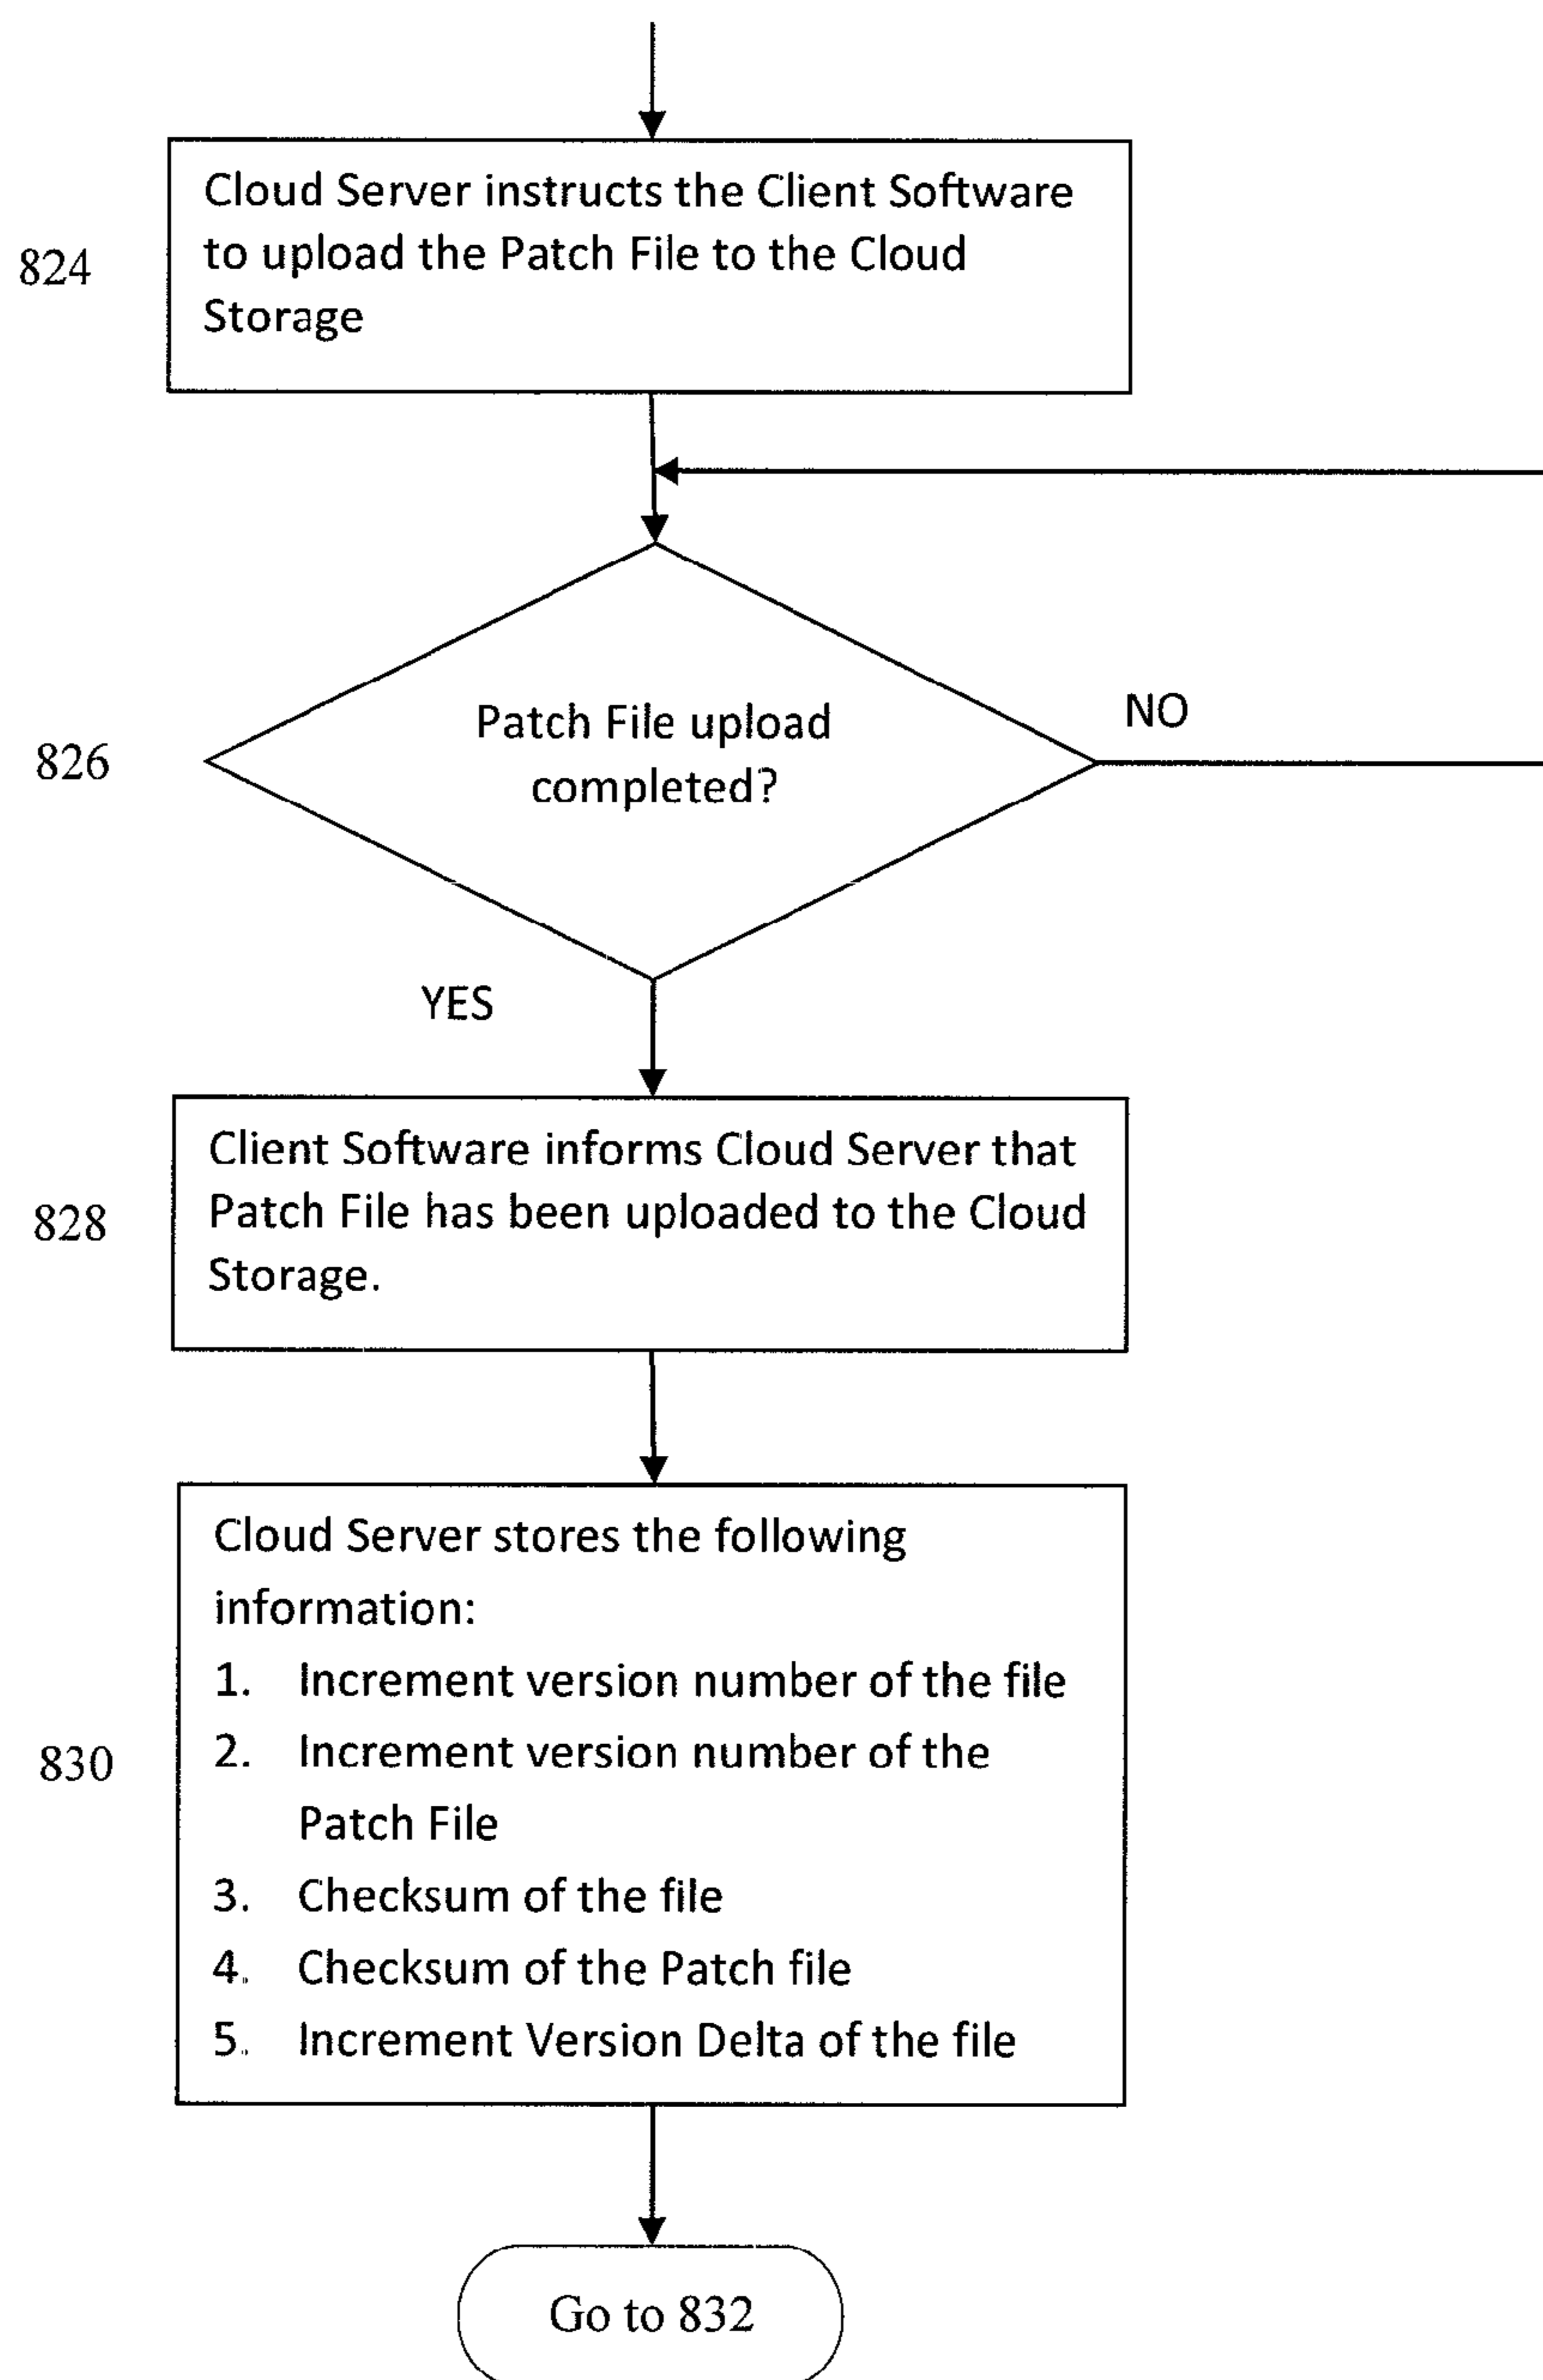 Cloud Server instructs the Client Software
to upload the Patch File to the Cloud
Storage
824
Patch File upload
completed?
NO
826
YES
Client Software informs Cloud Server that
Patch File has been uploaded to the Cloud
Storage.
828
Cloud Server stores the following
information:
1. Increment version number of the file
2. Increment version number of the
Patch File
830
3. Checksum of the file
4. Checksum of the Patch file
5. Increment Version Delta of the file
Go to 832